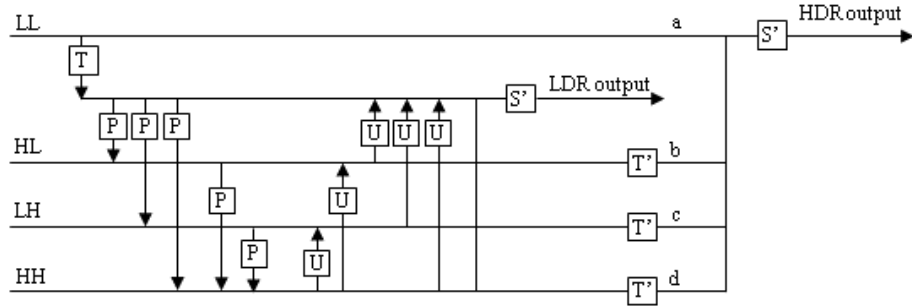 LL a S' HDR output
T
S' LDR output
P P P U U U
HL T' b
P U
LH T' c
P U
HH T' d